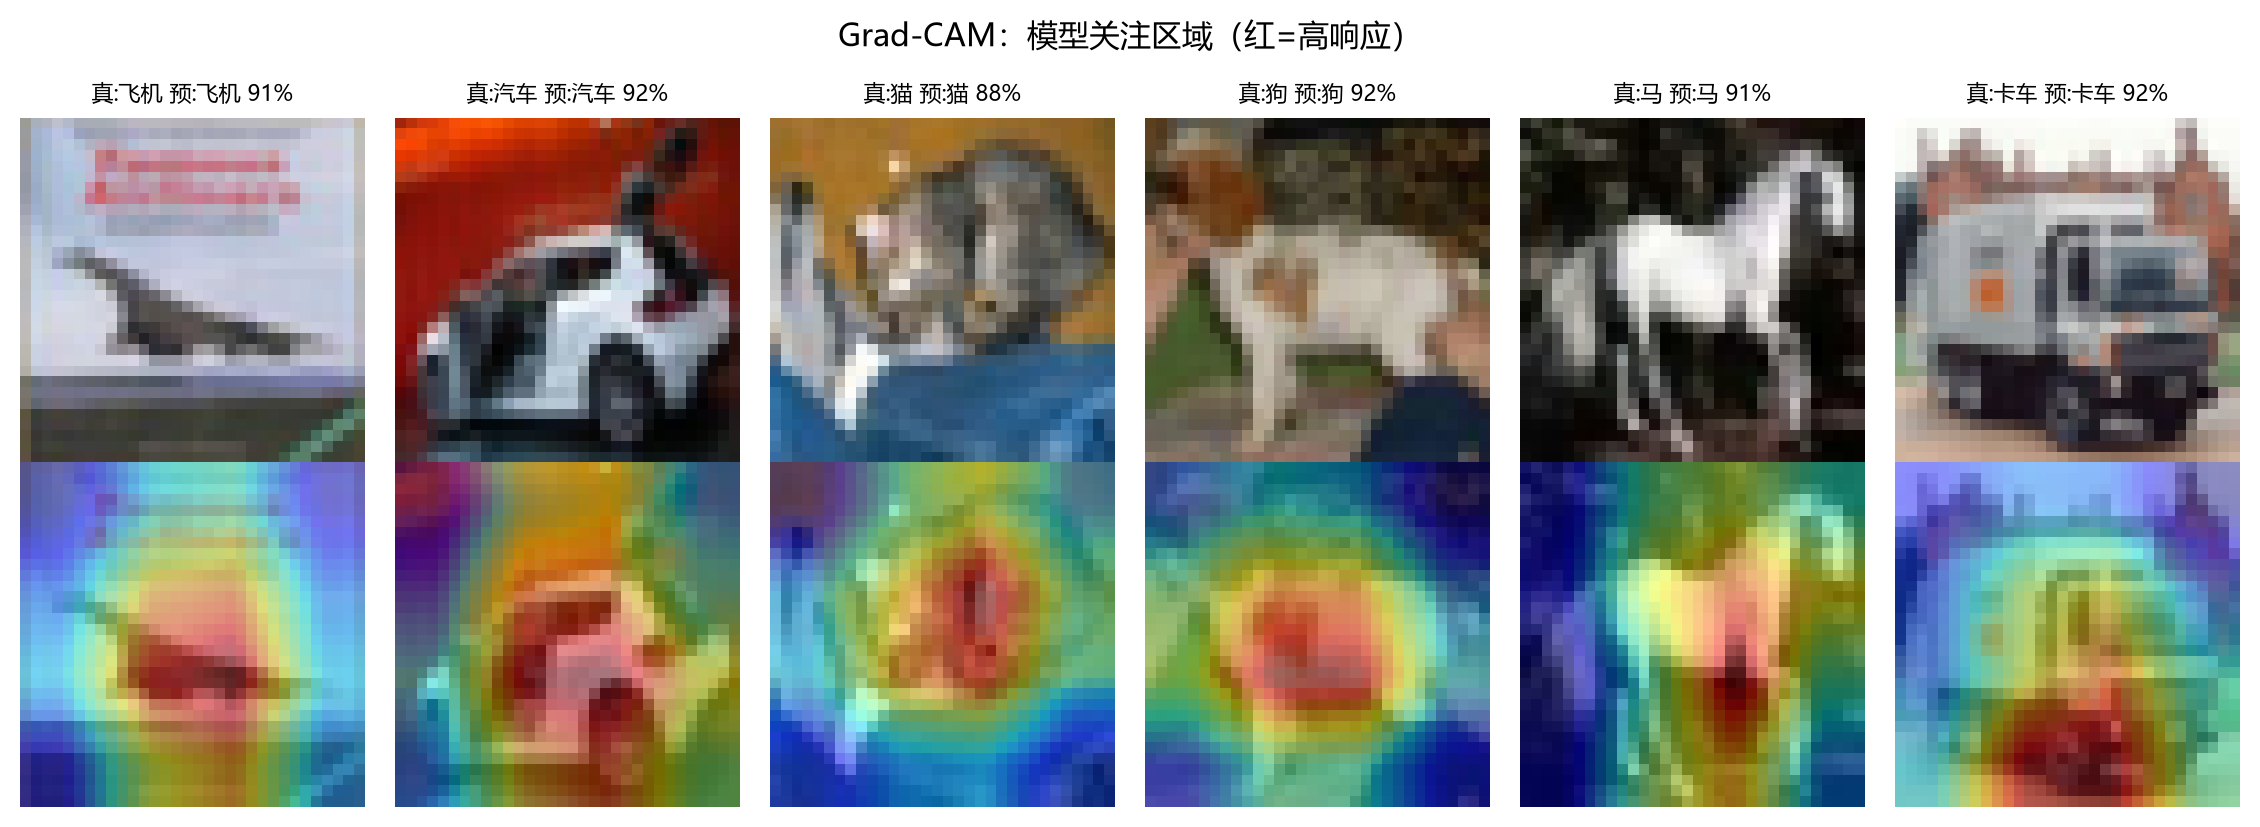 Grad-CAM：模型关注区域（红=高响应）
真:飞机 预:飞机 91%
真:汽车 预:汽车 92%
真:猫 预:猫 88%
真:狗 预:狗 92%
真:马 预:马 91%
真:卡车 预:卡车 92%